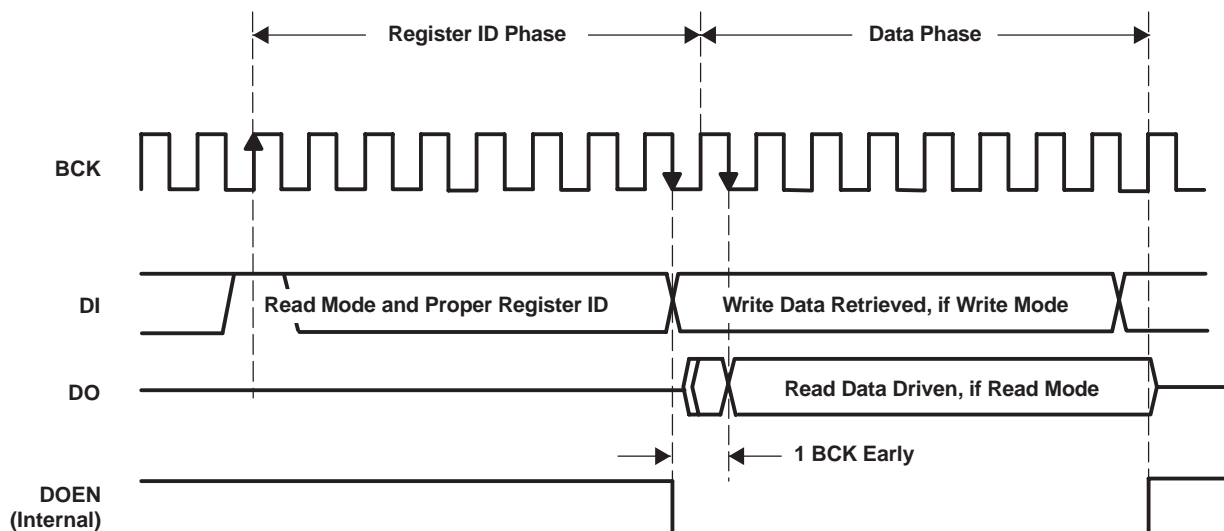 Register ID Phase
Data Phase
BCK
DI
Read Mode and Proper Register ID
Write Data Retrieved, if Write Mode
DO
Read Data Driven, if Read Mode
1 BCK Early
DOEN
(Internal)